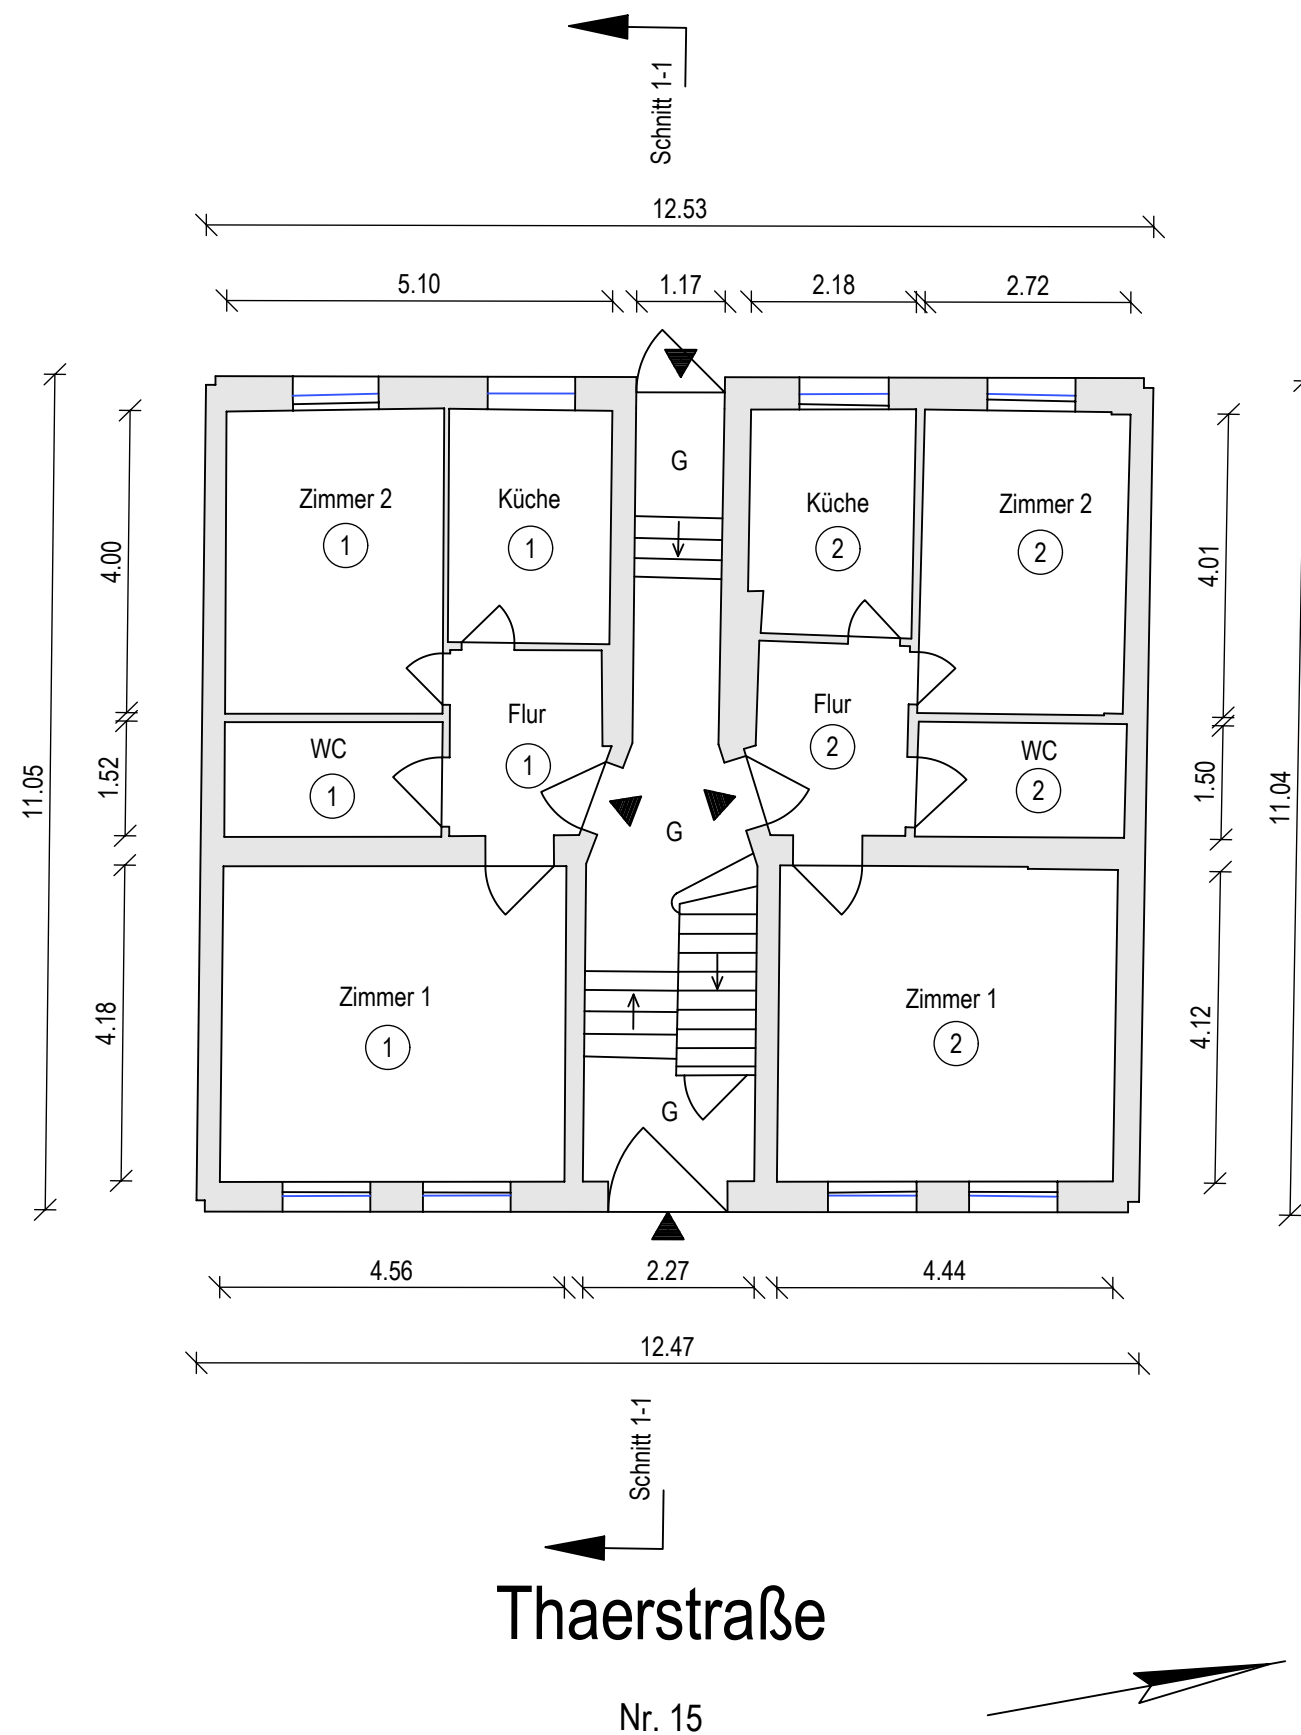 Schnitt 1-1
12.53
5.10
1.17
2.18
2.72
G
Zimmer 2
1
Küche
1
Küche
2
Zimmer 2
2
4.00
4.01
Flur
1
Flur
2
WC
1
WC
2
11.05
1.52
1.50
11.04
G
Zimmer 1
1
Zimmer 1
2
4.18
4.12
G
4.56
2.27
4.44
12.47
Schnitt 1-1
Thaerstraße
Nr. 15